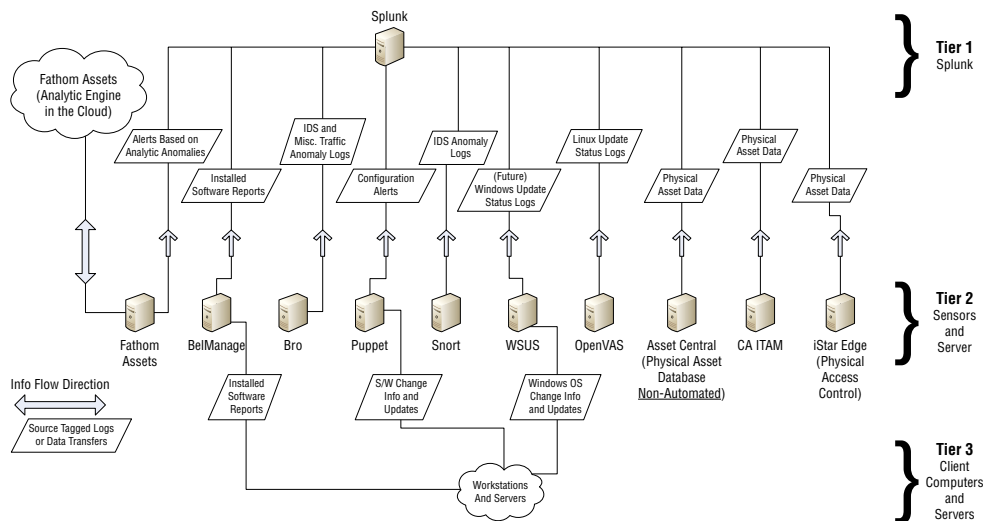 Splunk
Tier 1
Splunk
Fathom Assets
(Analytic Engine
in the Cloud)
Alerts Based on
Analytic Anomalies
Installed
Software Reports
IDS and
Misc. Traffic
Anomaly Logs
Configuration
Alerts
IDS Anomaly
Logs
(Future)
Windows Update
Status Logs
Linux Update
Status Logs
Physical
Asset Data
Physical
Asset Data
Physical
Asset Data
Tier 2
Sensors
and
Server
Fathom
Assets
BelManage
Bro
Puppet
Snort
WSUS
OpenVAS
Asset Central
(Physical Asset
Database
Non-Automated)
CA ITAM
iStar Edge
(Physical
Access
Control)
Info Flow Direction
Source Tagged Logs
or Data Transfers
Installed
Software
Reports
S/W Change
Info and
Updates
Windows OS
Change Info
and Updates
Workstations
And Servers
Tier 3
Client
Computers
and
Servers